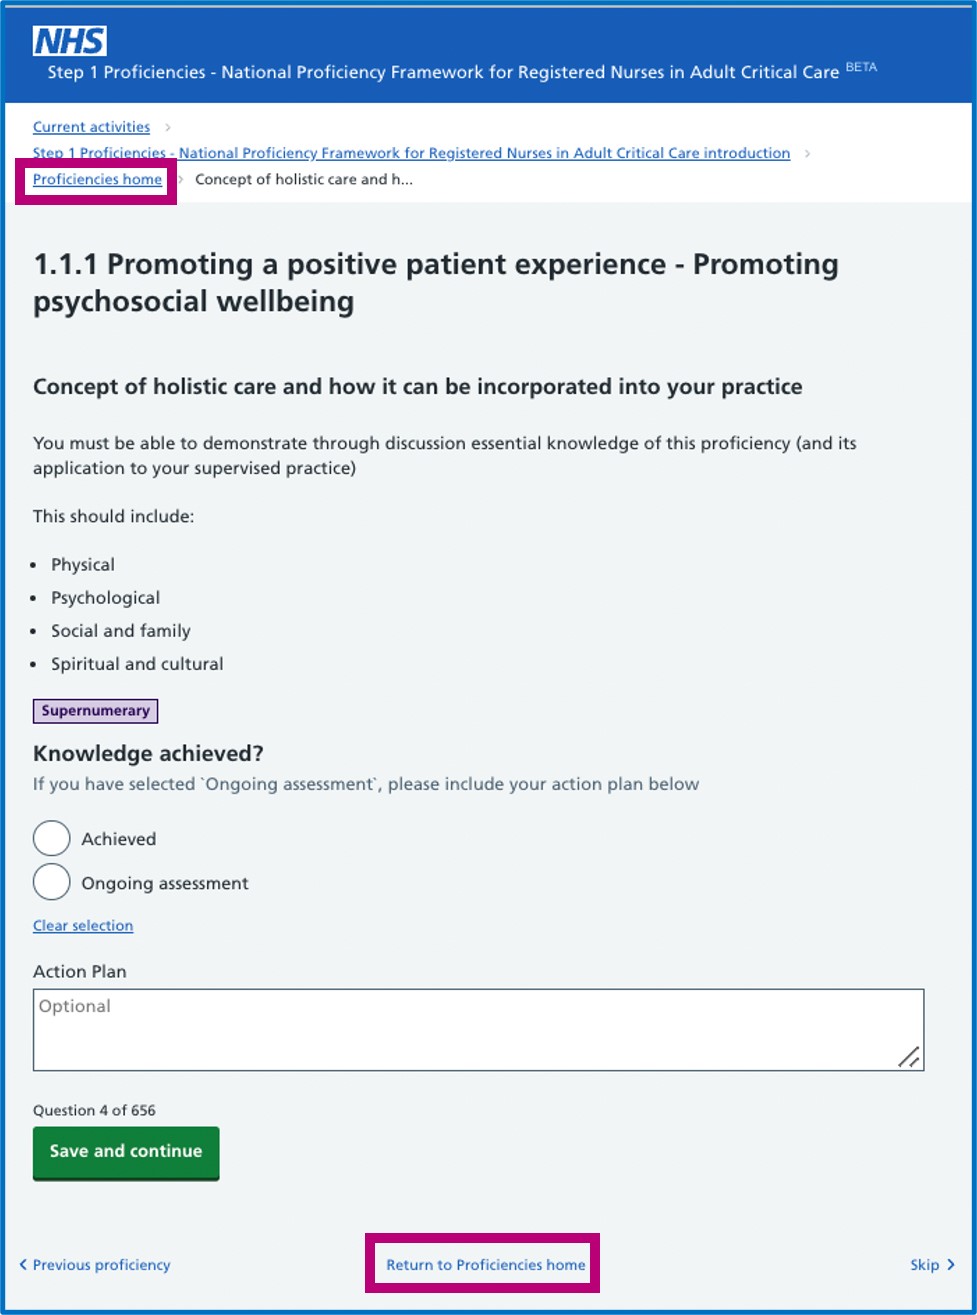 NHS
Step 1 Proficiencies - National Proficiency Framework for Registered Nurses in Adult Critical Care BETA
Current activities >
Step 1 Proficiencies - National Proficiency Framework for Registered Nurses in Adult Critical Care introduction >
Proficiencies home > Concept of holistic care and h...
1.1.1 Promoting a positive patient experience - Promoting
psychosocial wellbeing
Concept of holistic care and how it can be incorporated into your practice
You must be able to demonstrate through discussion essential knowledge of this proficiency (and its
application to your supervised practice)
This should include:
• Physical
• Psychological
• Social and family
• Spiritual and cultural
Supernumerary
Knowledge achieved?
If you have selected `Ongoing assessment`, please include your action plan below
Achieved
Ongoing assessment
Clear selection
Action Plan
Optional
Question 4 of 656
Save and continue
< Previous proficiency Return to Proficiencies home Skip >